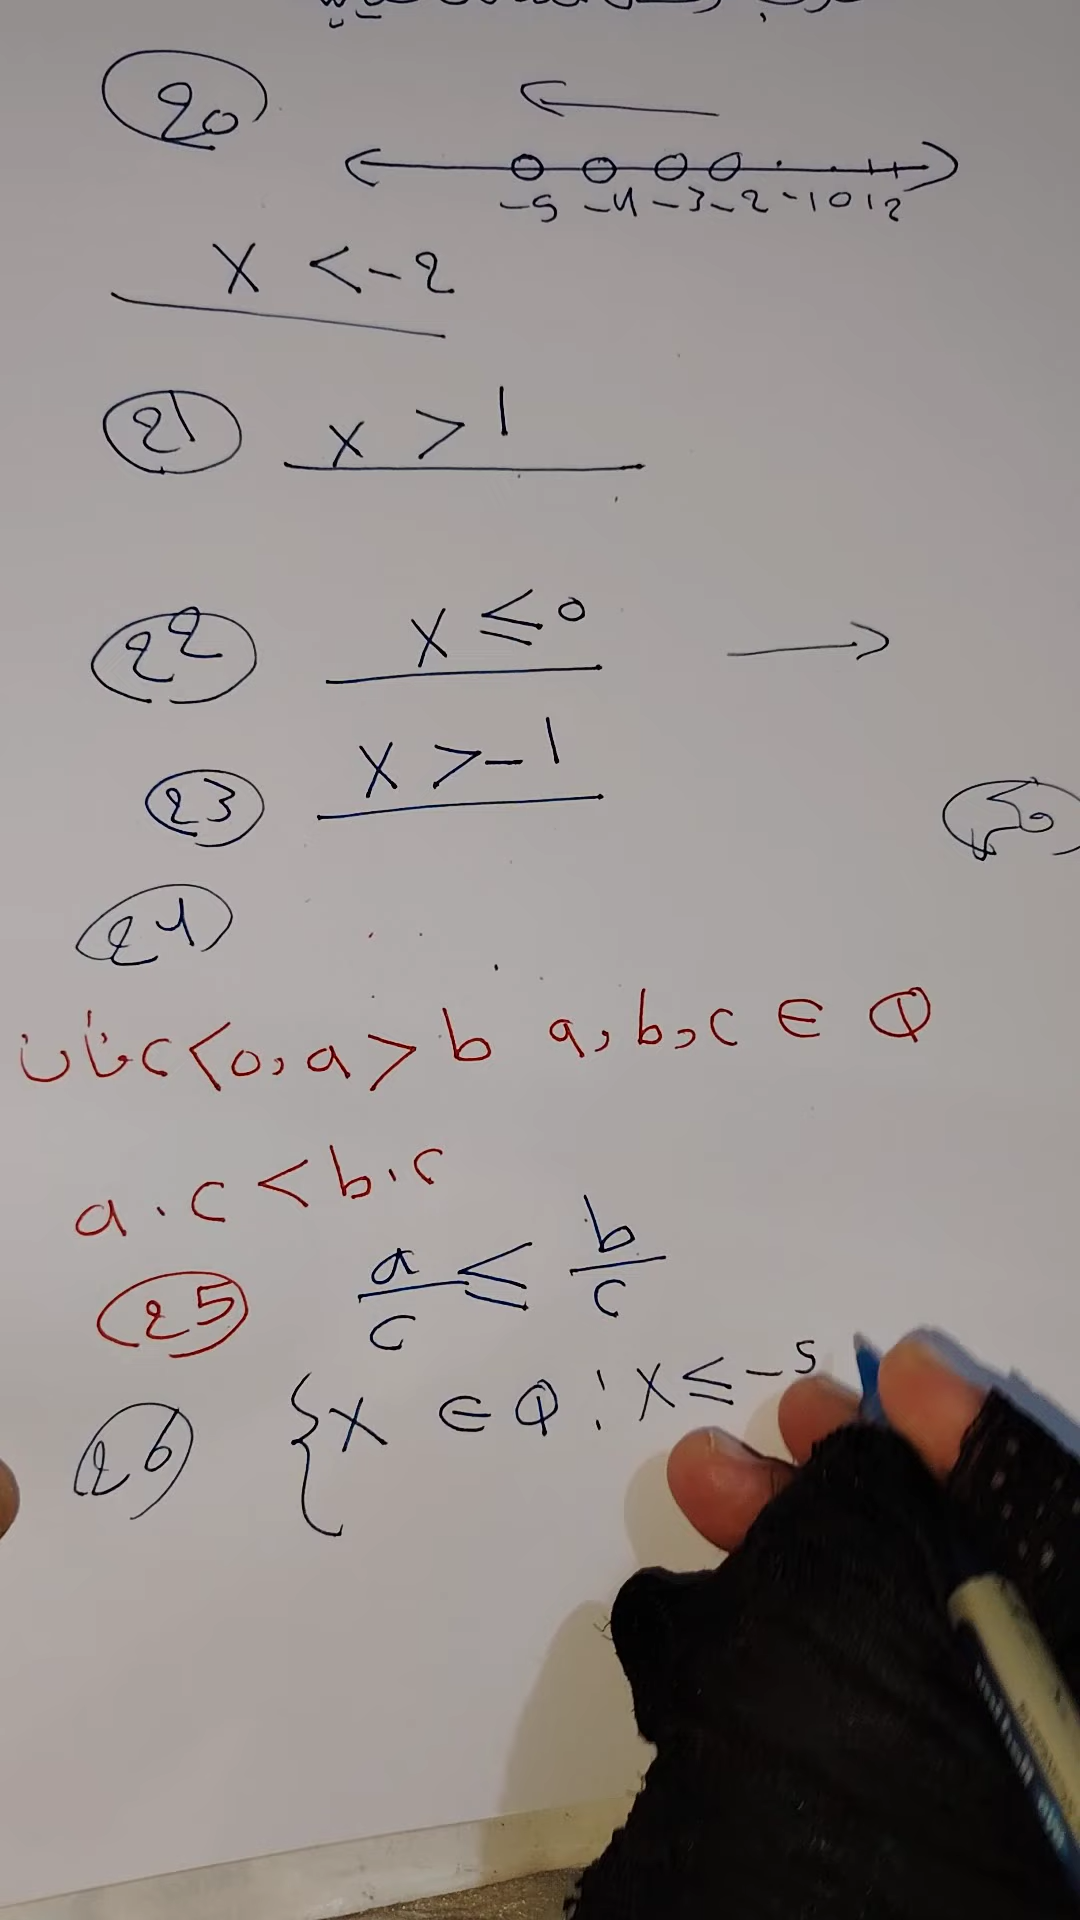 20
-5 -4 -3 -2 -1 0 1 2
x < -2
21 x > 1
22 x ≤ 0
23 x > -1
24
a, b, c ∈ Q c < 0, a > b فان
a . c < b . c
25 a/c ≤ b/c
26 {x ∈ Q : x ≤ -5